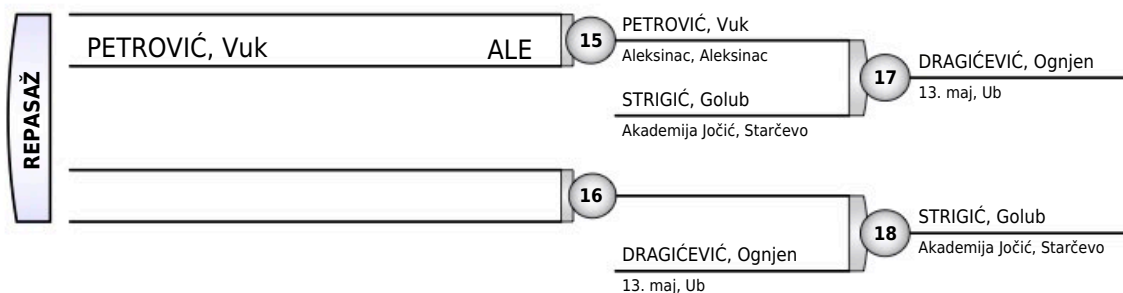 REPASAŽ
PETROVIĆ, Vuk ALE
15
PETROVIĆ, Vuk
Aleksinac, Aleksinac
STRIGIĆ, Golub
Akademija Jočić, Starčevo
17
DRAGIĆEVIĆ, Ognjen
13. maj, Ub
16
DRAGIĆEVIĆ, Ognjen
13. maj, Ub
18
STRIGIĆ, Golub
Akademija Jočić, Starčevo